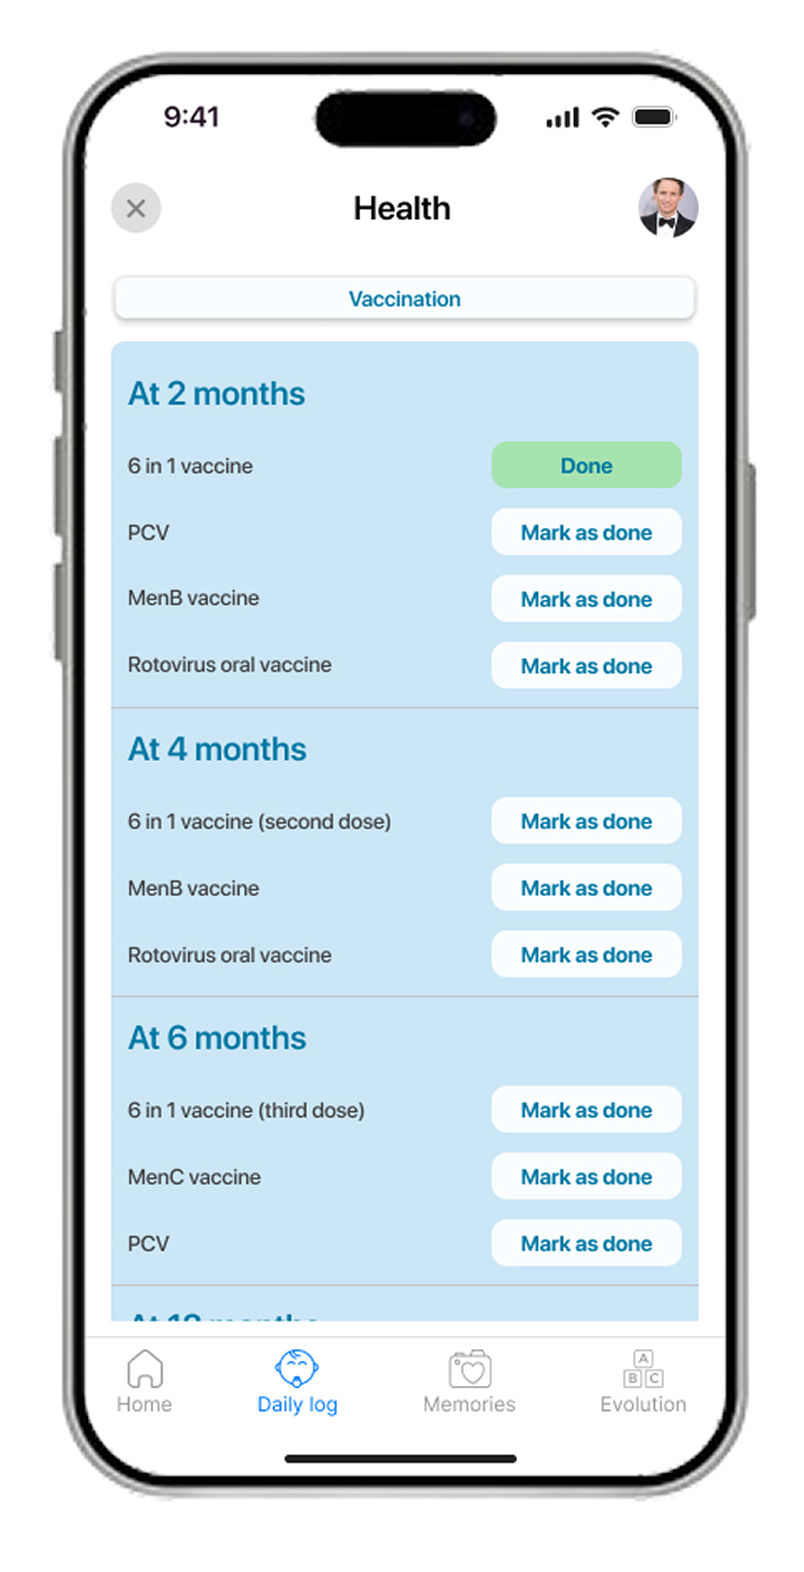 9:41
Health
Vaccination
At 2 months
6 in 1 vaccine Done
PCV Mark as done
MenB vaccine Mark as done
Rotovirus oral vaccine Mark as done
At 4 months
6 in 1 vaccine (second dose) Mark as done
MenB vaccine Mark as done
Rotovirus oral vaccine Mark as done
At 6 months
6 in 1 vaccine (third dose) Mark as done
MenC vaccine Mark as done
PCV Mark as done
A
B C
Home Daily log Memories Evolution